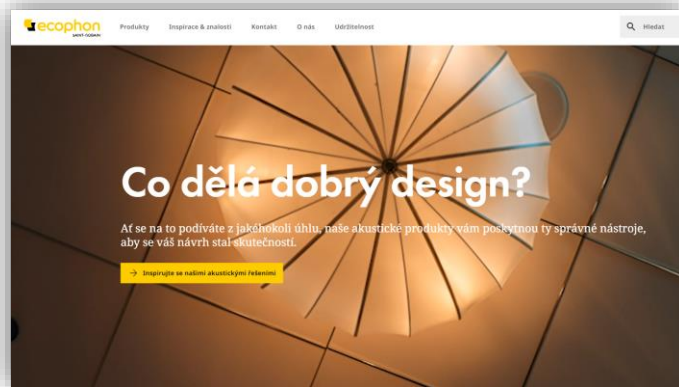 ecophon
SAINT-GOBAIN
Produkty Inspirace & znalosti Kontakt O nás Udržitelnost
Hledat
Co dělá dobrý design?
Ať se na to podíváte z jakéhokoli úhlu, naše akustické produkty vám poskytnou ty správné nástroje,
aby se váš návrh stal skutečností.
Inspirujte se našimi akustickými řešeními